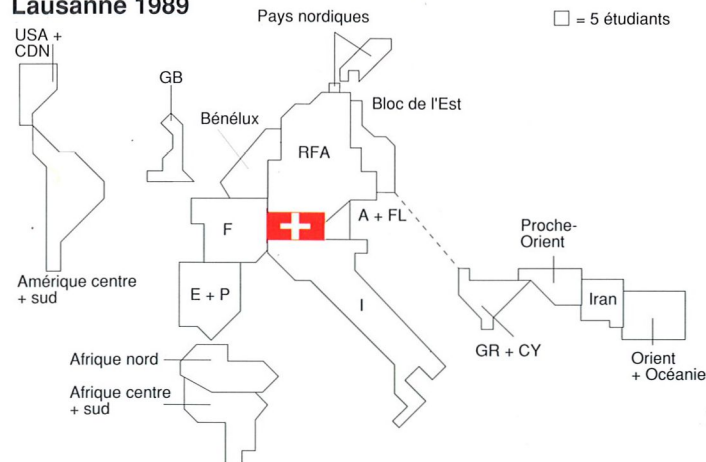 Lausanne 1989
Pays nordiques
= 5 étudiants
USA +
CDN
GB
Bénélux
Bloc de l'Est
RFA
A + FL
F
Proche-
Orient
Amérique centre
+ sud
E + P
I
Iran
GR + CY
Orient
+ Océanie
Afrique nord
Afrique centre
+ sud